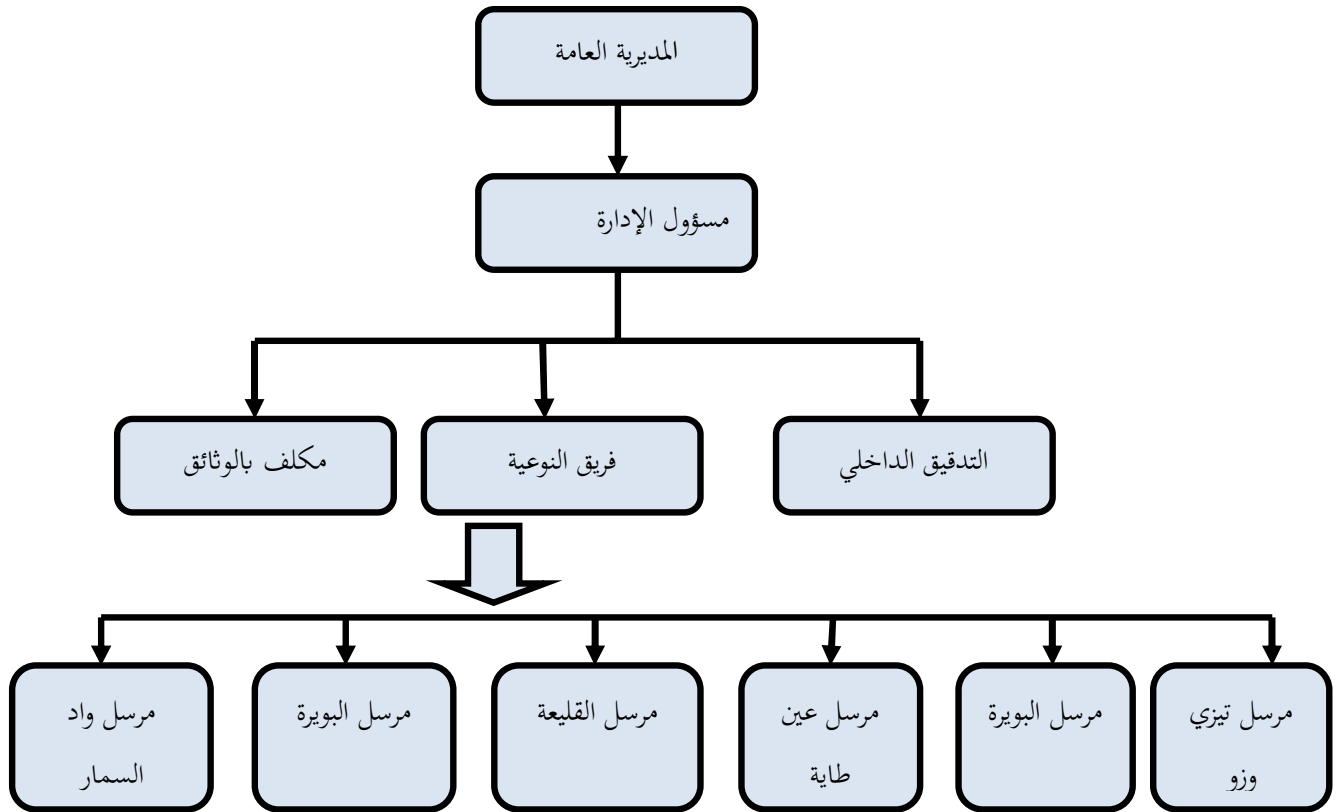 المديرية العامة
مسؤول الإدارة
التدقيق الداخلي
فريق النوعية
مكلف بالوثائق
مرسل تيزي
وزو
مرسل البويرة
مرسل عين
طاية
مرسل القليعة
مرسل البويرة
مرسل واد
السمار